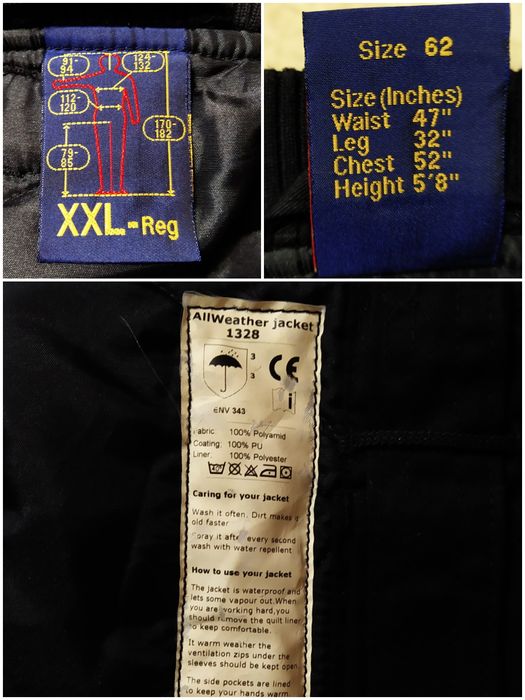 91-
94
124-
132
112-
120
170-
182
79-
85
XXL - Reg
Size 62
Size (Inches)
Waist 47"
Leg 32"
Chest 52"
Height 5'8"
AllWeather jacket
1328
3
3
CE
i
ENV 343
Fabric: 100% Polyamid
Coating: 100% PU
Liner: 100% Polyester
Caring for your jacket
Wash it often. Dirt makes it
old faster
Spray it after every second
wash with water repellent
How to use your jacket
The jacket is waterproof and
lets some vapour out.When
you are working hard,you
should remove the quilt liner
to keep comfortable.
It warm weather the
ventilation zips under the
sleeves should be kept open.
The side pockets are lined
to keep your hands warm